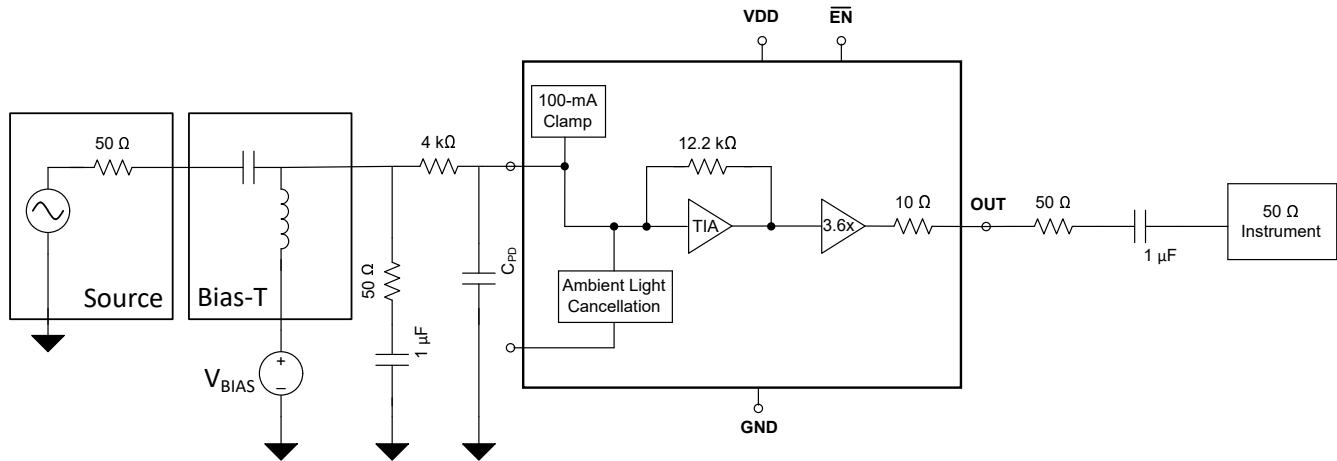 VDD
EN
100-mA
Clamp
50 Ω
4 kΩ
12.2 kΩ
TIA
3.6x
10 Ω
OUT
50 Ω
1 µF
50 Ω
Instrument
Source
Bias-T
50 Ω
1 µF
CPD
Ambient Light
Cancellation
VBIAS
+
–
GND